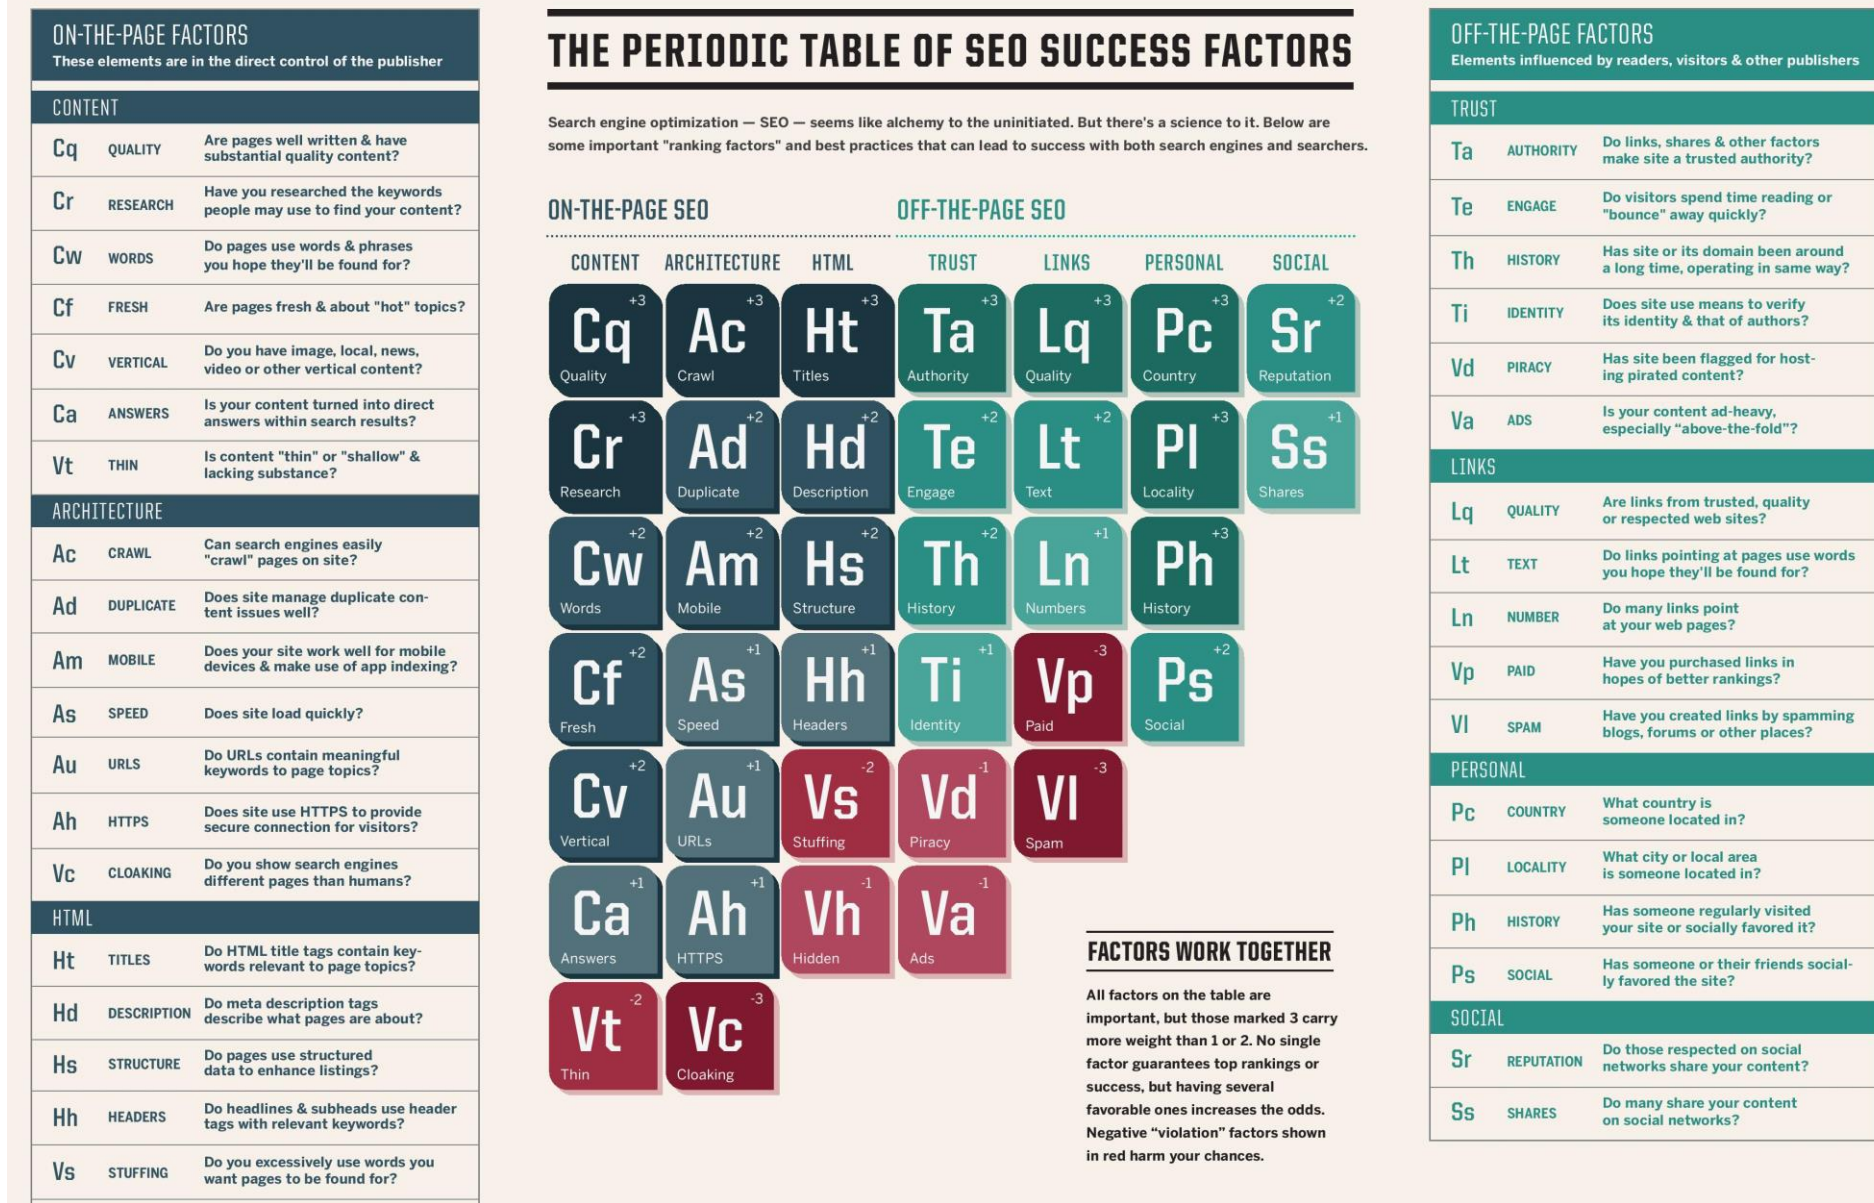 ON-THE-PAGE FACTORS
These elements are in the direct control of the publisher
CONTENT
Cq QUALITY Are pages well written & have
substantial quality content?
Cr RESEARCH Have you researched the keywords
people may use to find your content?
Cw WORDS Do pages use words & phrases
you hope they'll be found for?
Cf FRESH Are pages fresh & about "hot" topics?
Cv VERTICAL Do you have image, local, news,
video or other vertical content?
Ca ANSWERS Is your content turned into direct
answers within search results?
Vt THIN Is content "thin" or "shallow" &
lacking substance?
ARCHITECTURE
Ac CRAWL Can search engines easily
"crawl" pages on site?
Ad DUPLICATE Does site manage duplicate con-
tent issues well?
Am MOBILE Does your site work well for mobile
devices & make use of app indexing?
As SPEED Does site load quickly?
Au URLS Do URLs contain meaningful
keywords to page topics?
Ah HTTPS Does site use HTTPS to provide
secure connection for visitors?
Vc CLOAKING Do you show search engines
different pages than humans?
HTML
Ht TITLES Do HTML title tags contain key-
words relevant to page topics?
Hd DESCRIPTION Do meta description tags
describe what pages are about?
Hs STRUCTURE Do pages use structured
data to enhance listings?
Hh HEADERS Do headlines & subheads use header
tags with relevant keywords?
Vs STUFFING Do you excessively use words you
want pages to be found for?
THE PERIODIC TABLE OF SEO SUCCESS FACTORS
Search engine optimization — SEO — seems like alchemy to the uninitiated. But there's a science to it. Below are
some important "ranking factors" and best practices that can lead to success with both search engines and searchers.
ON-THE-PAGE SEO OFF-THE-PAGE SEO
CONTENT ARCHITECTURE HTML TRUST LINKS PERSONAL SOCIAL
+3 +3 +3 +3 +3 +3 +2
Cq Ac Ht Ta Lq Pc Sr
Quality Crawl Titles Authority Quality Country Reputation
+3 +2 +2 +2 +2 +3 +1
Cr Ad Hd Te Lt Pl Ss
Research Duplicate Description Engage Text Locality Shares
+2 +2 +2 +2 +1 +3
Cw Am Hs Th Ln Ph
Words Mobile Structure History Numbers History
+2 +1 +1 +1 -3 +2
Cf As Hh Ti Vp Ps
Fresh Speed Headers Identity Paid Social
+2 +1 -2 -1 -3
Cv Au Vs Vd Vl
Vertical URLs Stuffing Piracy Spam
+1 +1 -1 -1
Ca Ah Vh Va
Answers HTTPS Hidden Ads
-2 -3
Vt Vc
Thin Cloaking
FACTORS WORK TOGETHER
All factors on the table are
important, but those marked 3 carry
more weight than 1 or 2. No single
factor guarantees top rankings or
success, but having several
favorable ones increases the odds.
Negative “violation” factors shown
in red harm your chances.
OFF-THE-PAGE FACTORS
Elements influenced by readers, visitors & other publishers
TRUST
Ta AUTHORITY Do links, shares & other factors
make site a trusted authority?
Te ENGAGE Do visitors spend time reading or
"bounce" away quickly?
Th HISTORY Has site or its domain been around
a long time, operating in same way?
Ti IDENTITY Does site use means to verify
its identity & that of authors?
Vd PIRACY Has site been flagged for host-
ing pirated content?
Va ADS Is your content ad-heavy,
especially “above-the-fold”?
LINKS
Lq QUALITY Are links from trusted, quality
or respected web sites?
Lt TEXT Do links pointing at pages use words
you hope they'll be found for?
Ln NUMBER Do many links point
at your web pages?
Vp PAID Have you purchased links in
hopes of better rankings?
Vl SPAM Have you created links by spamming
blogs, forums or other places?
PERSONAL
Pc COUNTRY What country is
someone located in?
Pl LOCALITY What city or local area
is someone located in?
Ph HISTORY Has someone regularly visited
your site or socially favored it?
Ps SOCIAL Has someone or their friends social-
ly favored the site?
SOCIAL
Sr REPUTATION Do those respected on social
networks share your content?
Ss SHARES Do many share your content
on social networks?